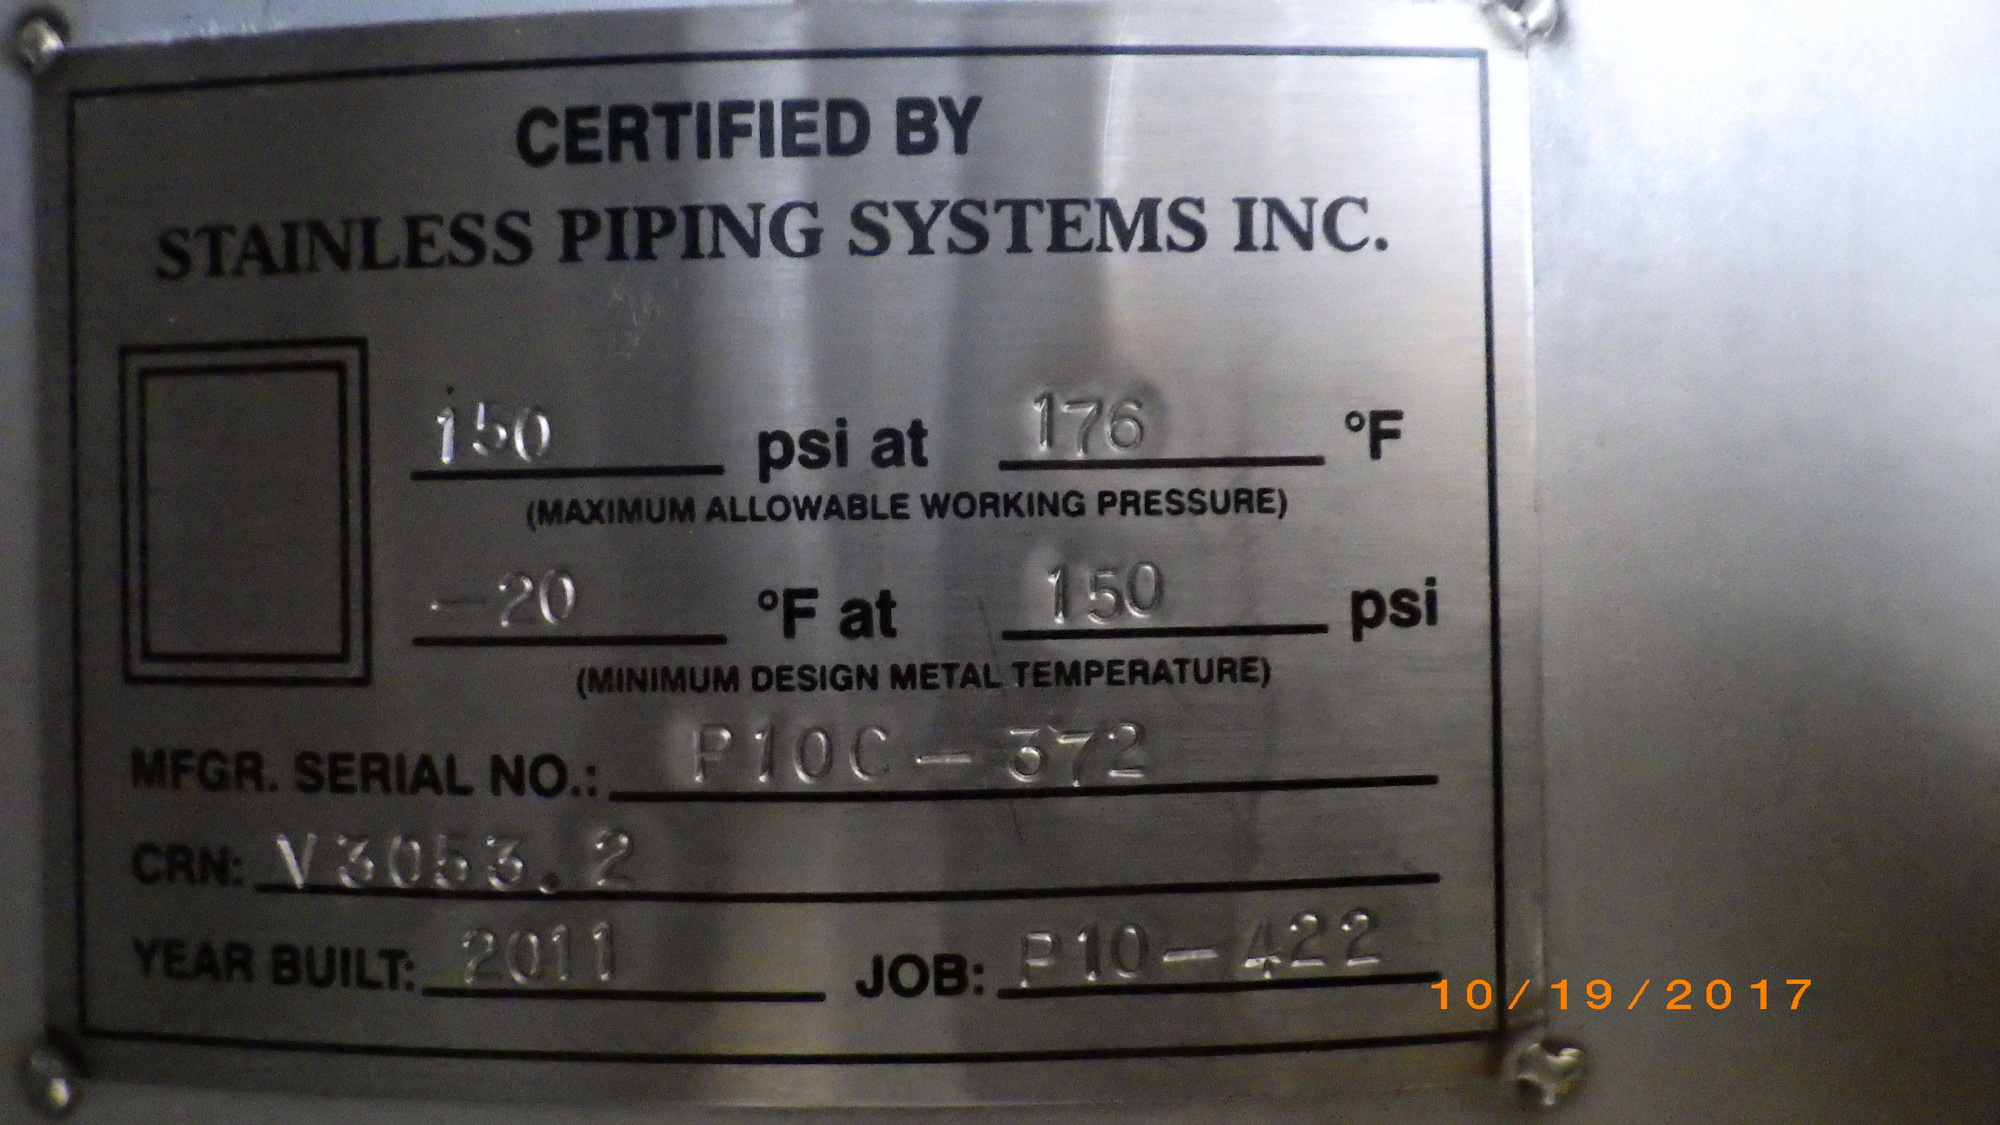 CERTIFIED BY
STAINLESS PIPING SYSTEMS INC.
150 psi at 176 °F
(MAXIMUM ALLOWABLE WORKING PRESSURE)
-20 °F at 150 psi
(MINIMUM DESIGN METAL TEMPERATURE)
MFGR. SERIAL NO.: P10C-372
CRN: V3053.2
YEAR BUILT: 2011 JOB: P10-422
10/19/2017